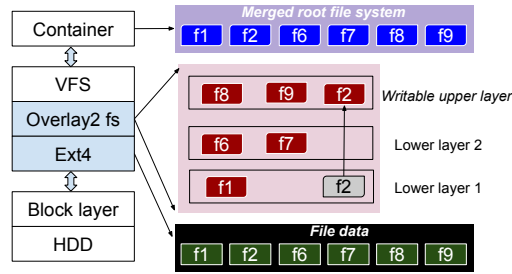 Merged root file system
Container
f1 f2 f6 f7 f8 f9
VFS
Overlay2 fs
Ext4
f8 f9 f2
Writable upper layer
f6 f7
Lower layer 2
f1 f2
Lower layer 1
Block layer
HDD
File data
f1 f2 f6 f7 f8 f9